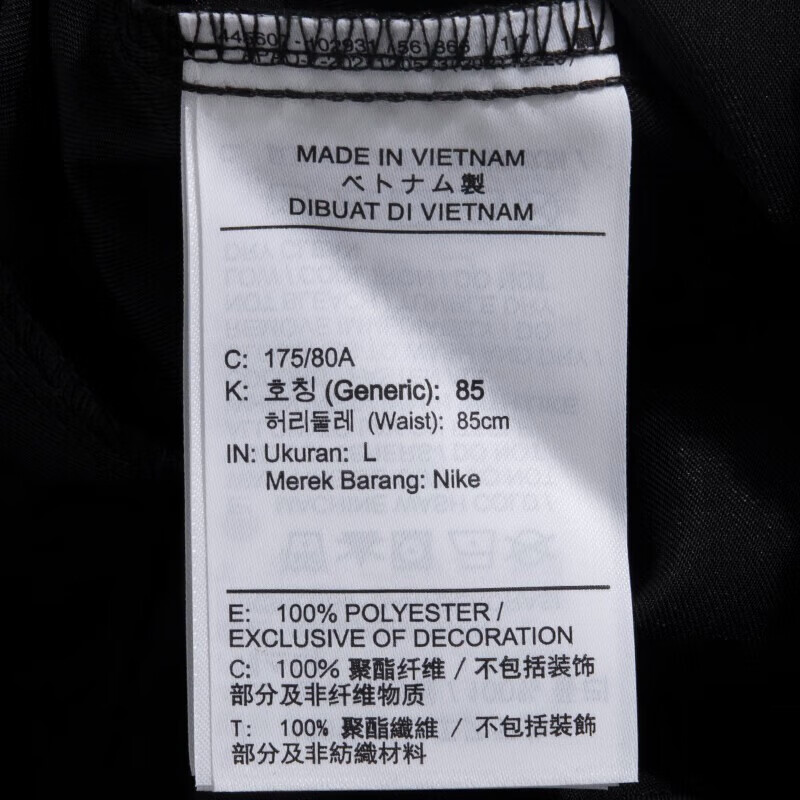 MADE IN VIETNAM
ベトナム製
DIBUAT DI VIETNAM
C: 175/80A
K: 호칭 (Generic): 85
허리둘레 (Waist): 85cm
IN: Ukuran: L
Merek Barang: Nike
E: 100% POLYESTER /
EXCLUSIVE OF DECORATION
C: 100% 聚酯纤维 / 不包括装饰
部分及非纤维物质
T: 100% 聚酯纖維 / 不包括裝飾
部分及非紡織材料